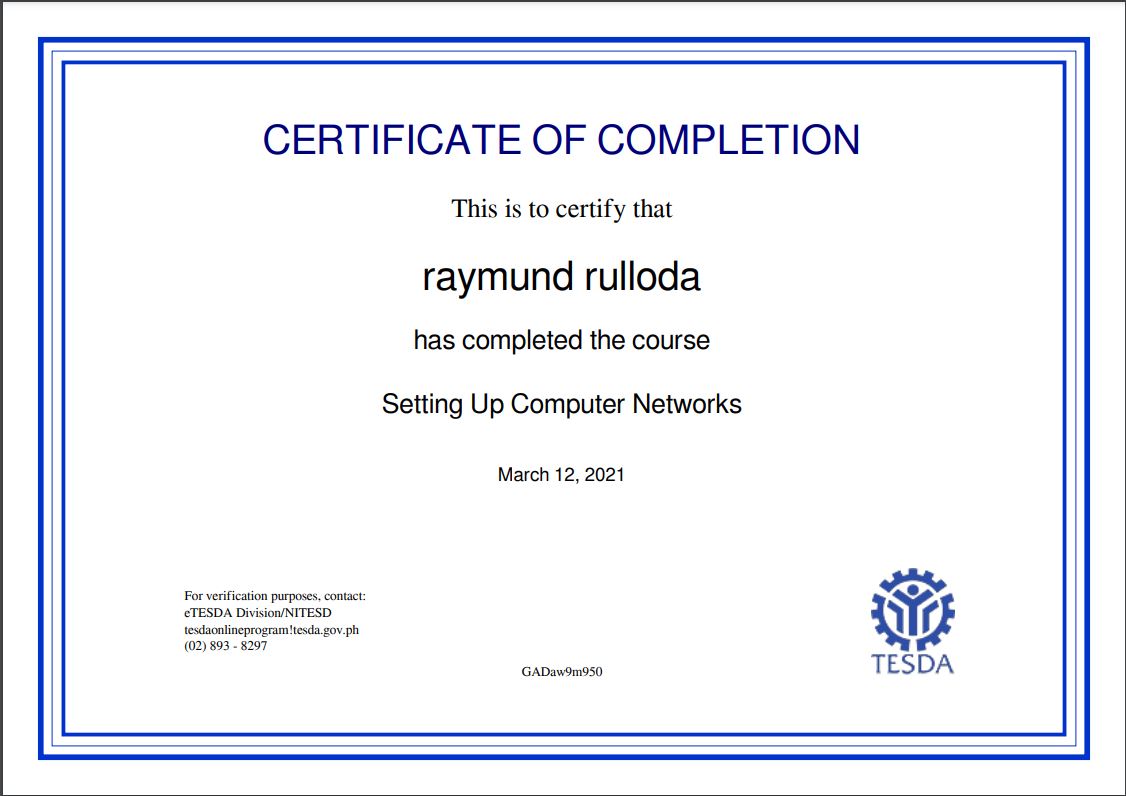 CERTIFICATE OF COMPLETION
This is to certify that
raymund rulloda
has completed the course
Setting Up Computer Networks
March 12, 2021
For verification purposes, contact:
eTESDA Division/NITESD
tesdaonlineprogram!tesda.gov.ph
(02) 893 - 8297
GADaw9m950
TESDA